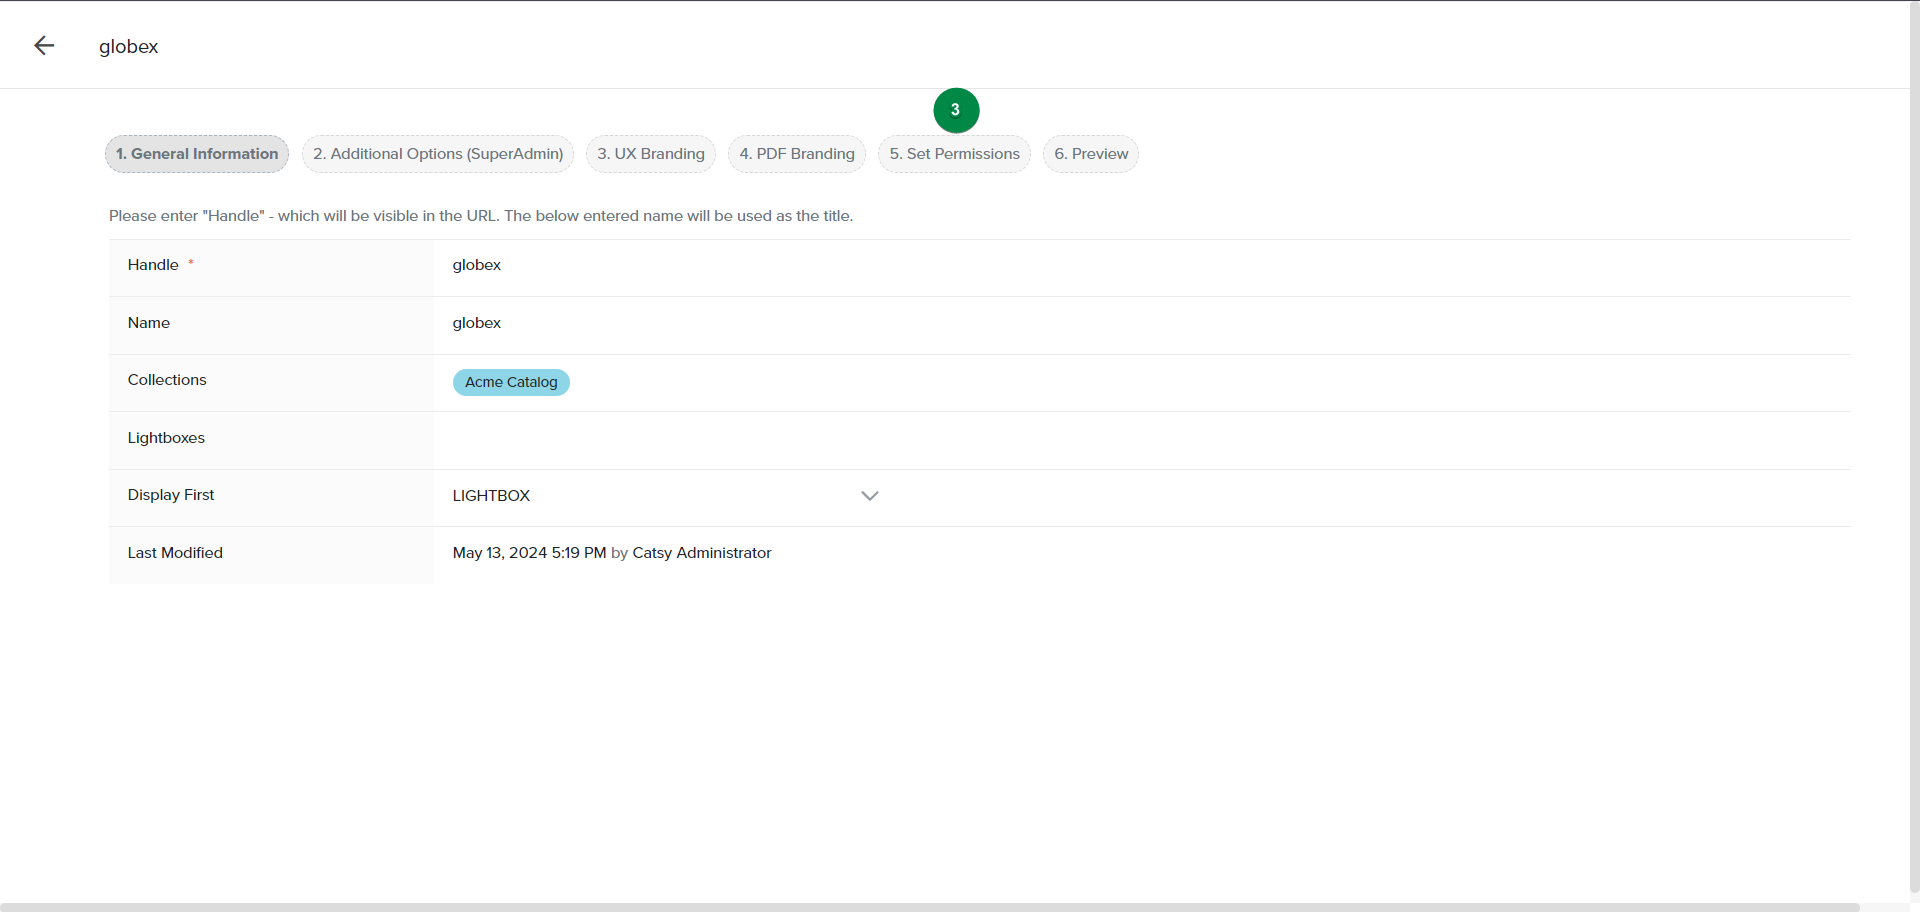 globex
3
1. General Information 2. Additional Options (SuperAdmin) 3. UX Branding 4. PDF Branding 5. Set Permissions 6. Preview
Please enter "Handle" - which will be visible in the URL. The below entered name will be used as the title.
Handle * globex
Name globex
Collections Acme Catalog
Lightboxes
Display First LIGHTBOX
Last Modified May 13, 2024 5:19 PM by Catsy Administrator